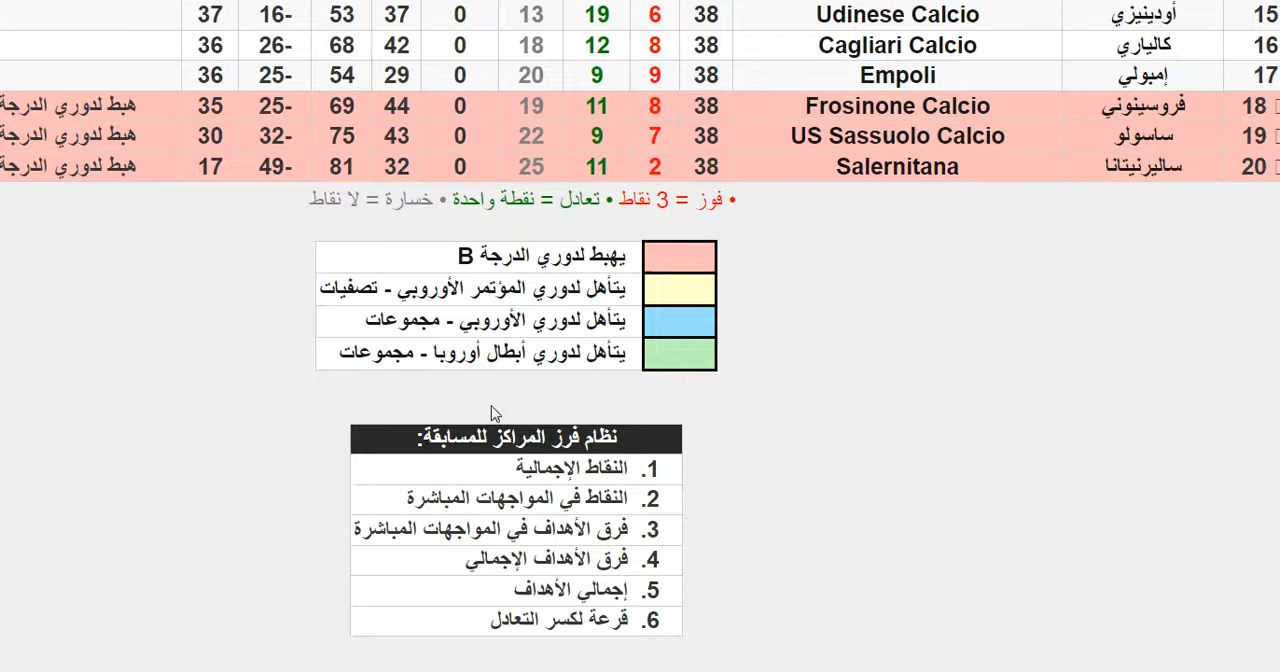 15 أودينيزي Udinese Calcio 38 6 19 13 0 37 53 -16 37
16 كالياري Cagliari Calcio 38 8 12 18 0 42 68 -26 36
17 إمبولي Empoli 38 9 9 20 0 29 54 -25 36
18 فروسينوني Frosinone Calcio 38 8 11 19 0 44 69 -25 35 هبط لدوري الدرجة
19 ساسولو US Sassuolo Calcio 38 7 9 22 0 43 75 -32 30 هبط لدوري الدرجة
20 ساليرنيتانا Salernitana 38 2 11 25 0 32 81 -49 17 هبط لدوري الدرجة
• فوز = 3 نقاط • تعادل = نقطة واحدة • خسارة = لا نقاط
يهبط لدوري الدرجة B
يتأهل لدوري المؤتمر الأوروبي - تصفيات
يتأهل لدوري الأوروبي - مجموعات
يتأهل لدوري أبطال أوروبا - مجموعات
نظام فرز المراكز للمسابقة:
1. النقاط الإجمالية
2. النقاط في المواجهات المباشرة
3. فرق الأهداف في المواجهات المباشرة
4. فرق الأهداف الإجمالي
5. إجمالي الأهداف
6. قرعة لكسر التعادل